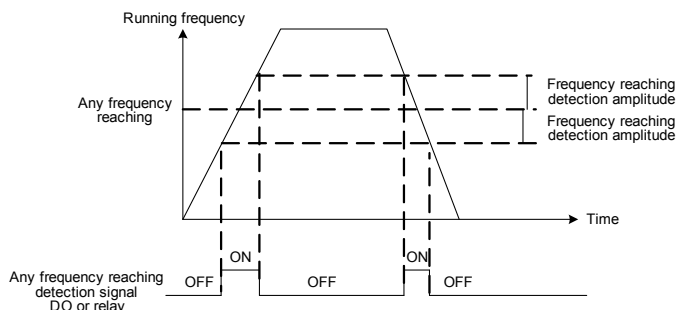 Running frequency
Frequency reaching
detection amplitude
Any frequency
reaching
Frequency reaching
detection amplitude
Time
ON
ON
Any frequency reaching
detection signal
DO or relay
OFF
OFF
OFF